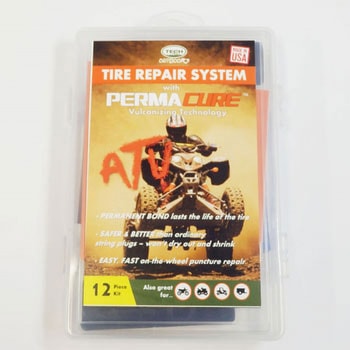 TECH
OUTDOORS
MADE IN
USA
TIRE REPAIR SYSTEM
with
PERMACURE™
Vulcanizing Technology
ATV
• PERMANENT BOND lasts the life of the tire
• SAFER & BETTER than ordinary
string plugs – won't dry out and shrink
• EASY, FAST on-the-wheel puncture repair
12 Piece
Kit
Also great
for...